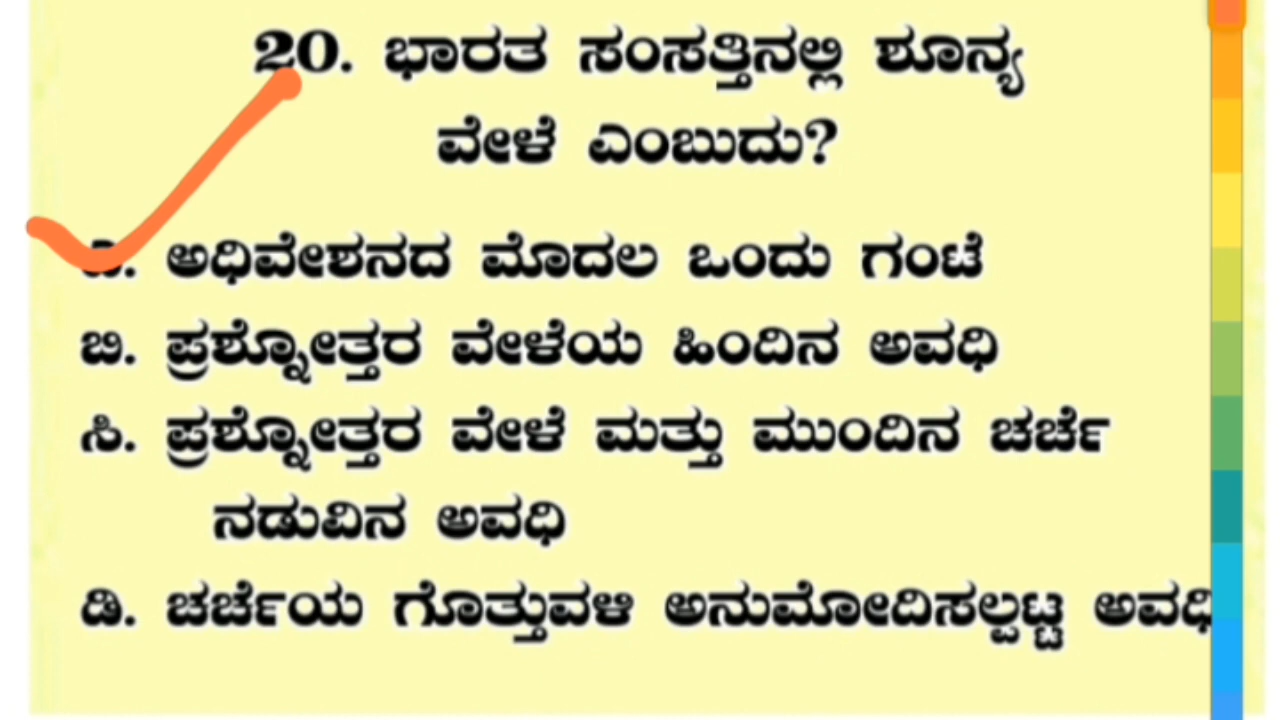 20. ಭಾರತ ಸಂಸತ್ತಿನಲ್ಲಿ ಶೂನ್ಯ
ವೇಳೆ ಎಂಬುದು?
ಅಧಿವೇಶನದ ಮೊದಲ ಒಂದು ಗಂಟೆ
ಬಿ. ಪ್ರಶ್ನೋತ್ತರ ವೇಳೆಯ ಹಿಂದಿನ ಅವಧಿ
ಸಿ. ಪ್ರಶ್ನೋತ್ತರ ವೇಳೆ ಮತ್ತು ಮುಂದಿನ ಚರ್ಚೆ
ನಡುವಿನ ಅವಧಿ
ಡಿ. ಚರ್ಚೆಯ ಗೊತ್ತುವಳಿ ಅನುಮೋದಿಸಲ್ಪಟ್ಟ ಅವಧಿ